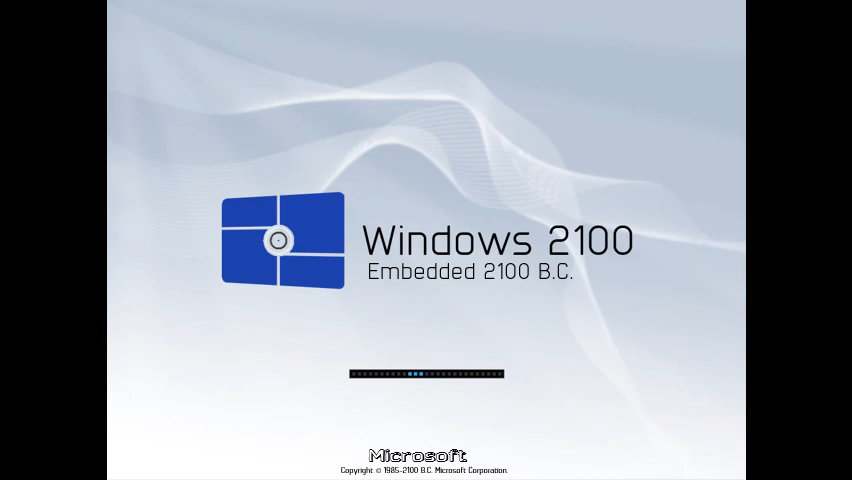 Windows 2100
Embedded 2100 B.C.
Microsoft
Copyright © 1985-2100 B.C. Microsoft Corporation.